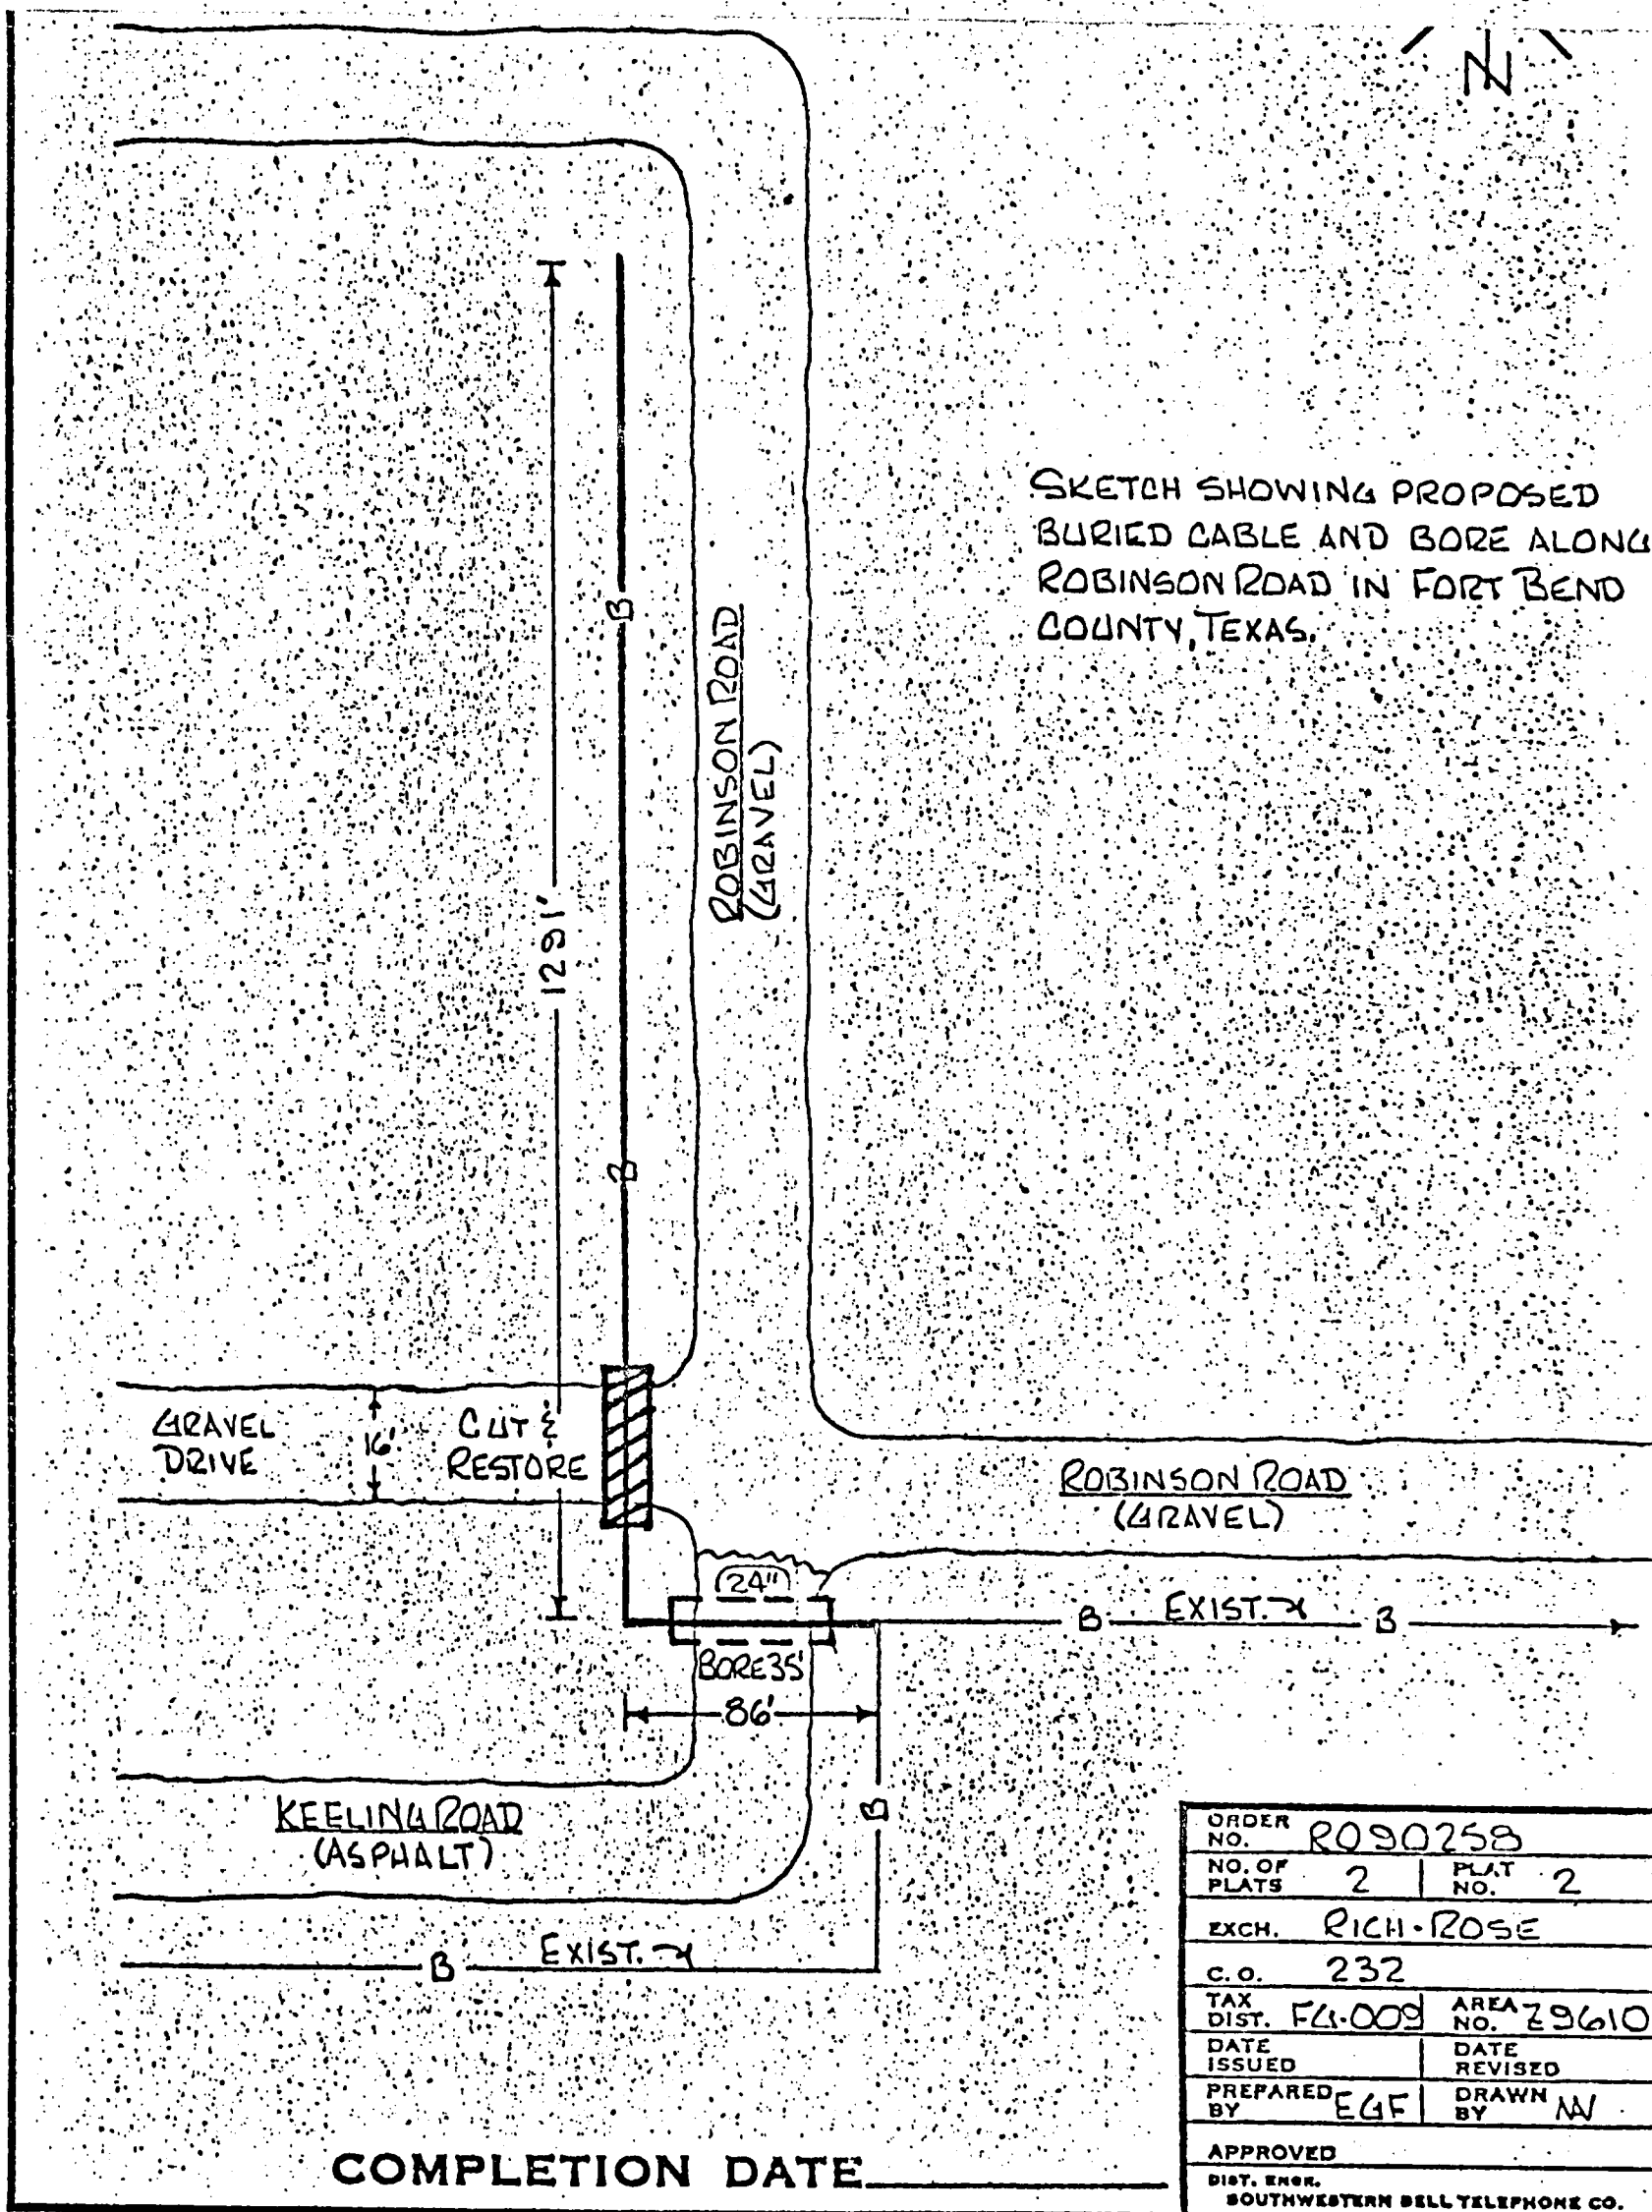 N
SKETCH SHOWING PROPOSED
BURIED CABLE AND BORE ALONG
ROBINSON ROAD IN FORT BEND
COUNTY, TEXAS.
B
ROBINSON ROAD
(GRAVEL)
1291'
B
GRAVEL
DRIVE
16'
CUT &
RESTORE
ROBINSON ROAD
(GRAVEL)
24"
B EXIST. B
BORE 35'
86'
B
KEELING ROAD
(ASPHALT)
B EXIST.
ORDER
NO. R090258
NO. OF
PLATS 2
PLAT
NO. 2
EXCH. RICH-ROSE
C.O. 232
TAX
DIST. FG-009
AREA
NO. Z9610
DATE
ISSUED
DATE
REVISED
PREPARED
BY EGF
DRAWN
BY
APPROVED
DIST. ENGR.
SOUTHWESTERN BELL TELEPHONE CO.
COMPLETION DATE